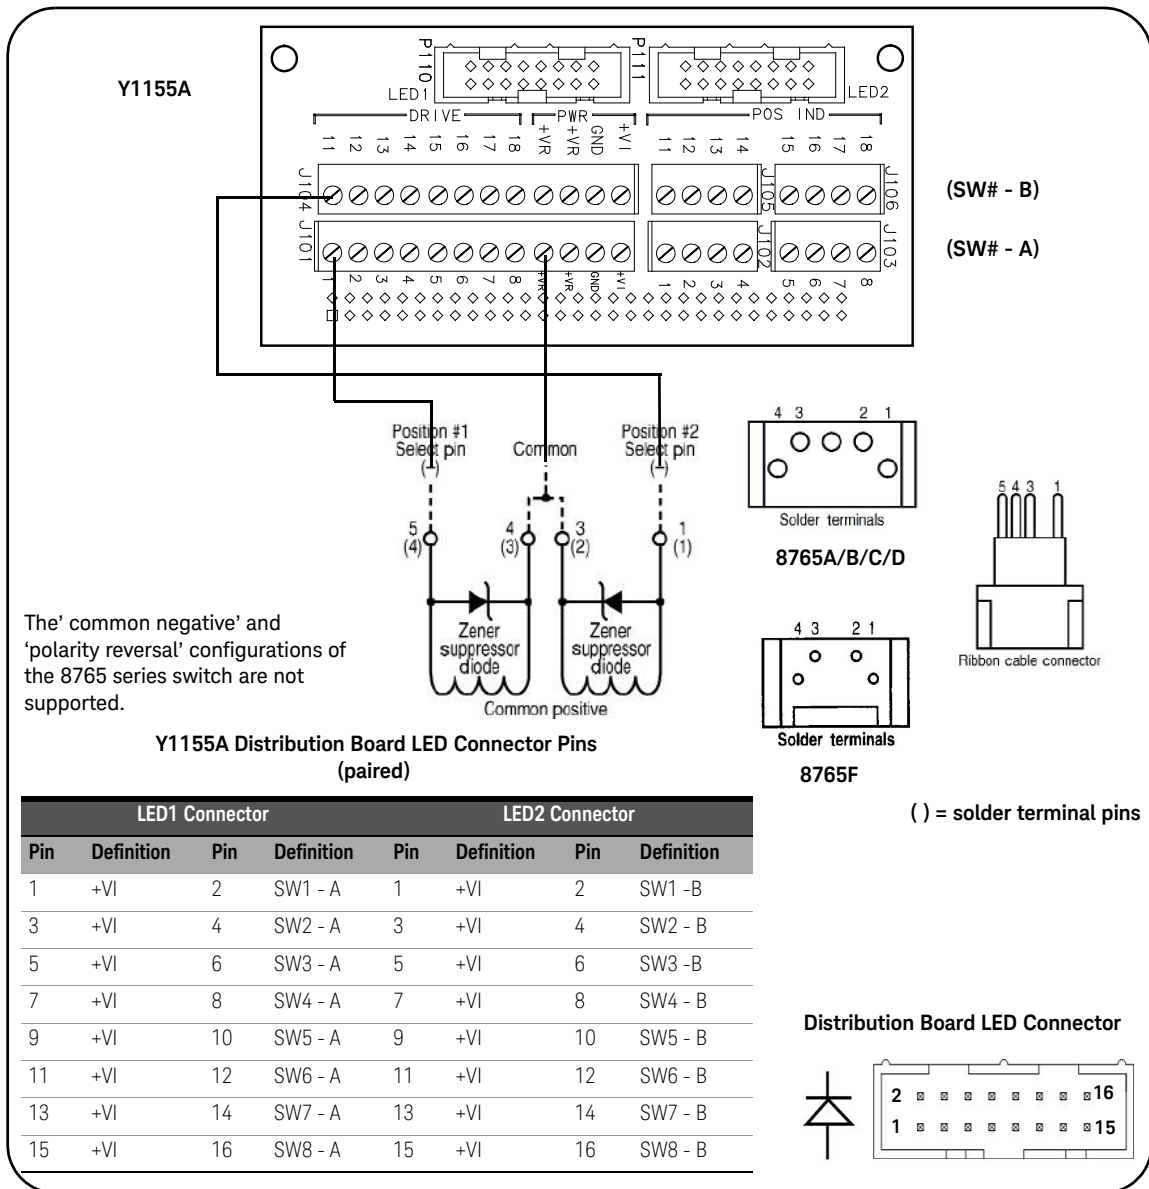 Y1155A
P110
P111
LED1
LED2
DRIVE
PWR
POS IND
11 12 13 14 15 16 17 18 +VR +VR GND +VI 11 12 13 14 15 16 17 18
J104
J105
J106
(SW# - B)
J101
J102
J103
(SW# - A)
1 2 3 4 5 6 7 8 +VR +VR GND +VI 1 2 3 4 5 6 7 8
Position #1
Select pin
(-)
Common
Position #2
Select pin
(-)
5
(4)
4
(3)
3
(2)
1
(1)
Zener
suppressor
diode
Zener
suppressor
diode
Common positive
4 3 2 1
Solder terminals
8765A/B/C/D
5 4 3 1
Ribbon cable connector
4 3 2 1
Solder terminals
8765F
The' common negative' and
'polarity reversal' configurations of
the 8765 series switch are not
supported.
( ) = solder terminal pins
Y1155A Distribution Board LED Connector Pins
(paired)
LED1 Connector LED2 Connector
Pin Definition Pin Definition Pin Definition Pin Definition
1 +VI 2 SW1 - A 1 +VI 2 SW1 -B
3 +VI 4 SW2 - A 3 +VI 4 SW2 - B
5 +VI 6 SW3 - A 5 +VI 6 SW3 -B
7 +VI 8 SW4 - A 7 +VI 8 SW4 - B
9 +VI 10 SW5 - A 9 +VI 10 SW5 - B
11 +VI 12 SW6 - A 11 +VI 12 SW6 - B
13 +VI 14 SW7 - A 13 +VI 14 SW7 - B
15 +VI 16 SW8 - A 15 +VI 16 SW8 - B
Distribution Board LED Connector
2 16
1 15